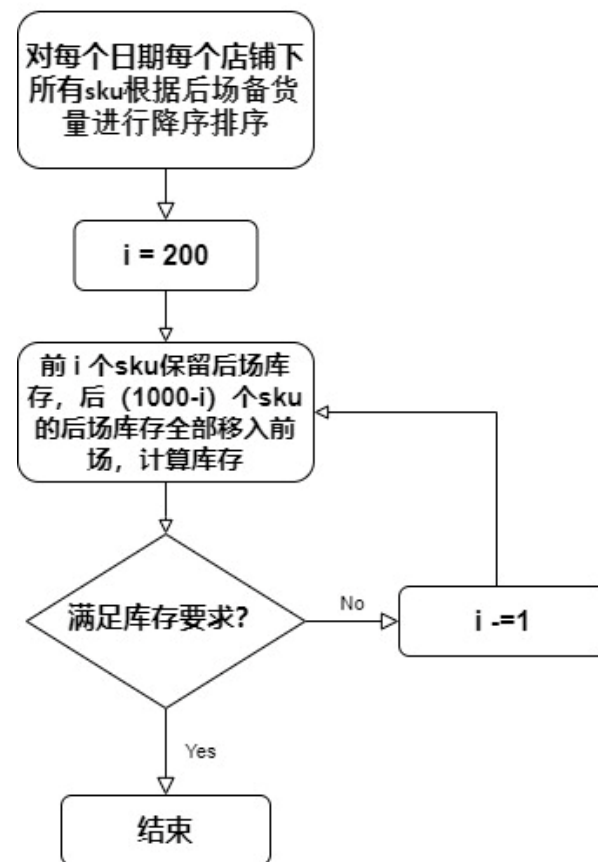 对每个日期每个店铺下
所有sku根据后场备货
量进行降序排序
i = 200
前 i 个sku保留后场库
存，后（1000-i）个sku
的后场库存全部移入前
场，计算库存
满足库存要求?
No
i -=1
Yes
结束